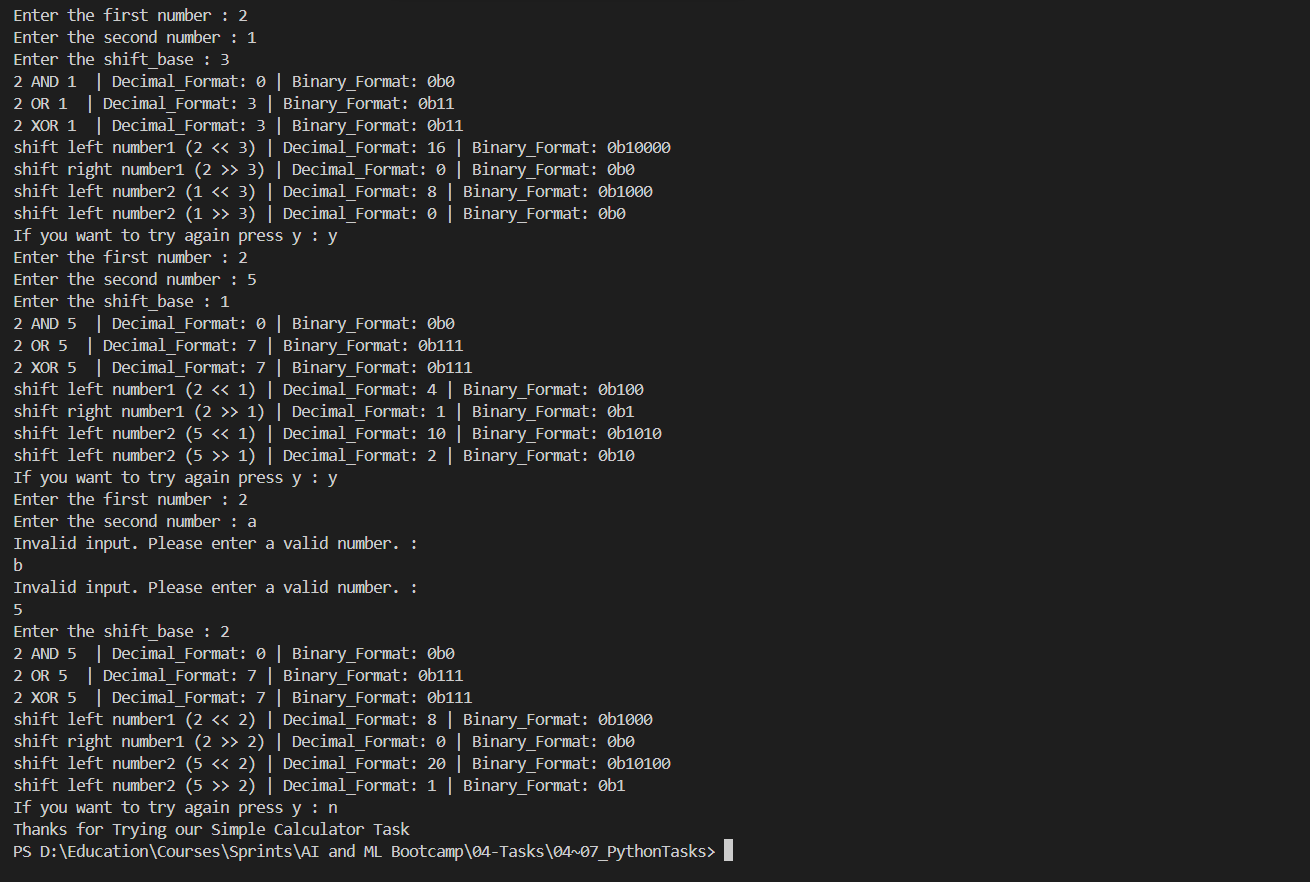 Enter the first number : 2
Enter the second number : 1
Enter the shift_base : 3
2 AND 1  | Decimal_Format: 0 | Binary_Format: 0b0
2 OR 1  | Decimal_Format: 3 | Binary_Format: 0b11
2 XOR 1  | Decimal_Format: 3 | Binary_Format: 0b11
shift left number1 (2 << 3) | Decimal_Format: 16 | Binary_Format: 0b10000
shift right number1 (2 >> 3) | Decimal_Format: 0 | Binary_Format: 0b0
shift left number2 (1 << 3) | Decimal_Format: 8 | Binary_Format: 0b1000
shift left number2 (1 >> 3) | Decimal_Format: 0 | Binary_Format: 0b0
If you want to try again press y : y
Enter the first number : 2
Enter the second number : 5
Enter the shift_base : 1
2 AND 5  | Decimal_Format: 0 | Binary_Format: 0b0
2 OR 5  | Decimal_Format: 7 | Binary_Format: 0b111
2 XOR 5  | Decimal_Format: 7 | Binary_Format: 0b111
shift left number1 (2 << 1) | Decimal_Format: 4 | Binary_Format: 0b100
shift right number1 (2 >> 1) | Decimal_Format: 1 | Binary_Format: 0b1
shift left number2 (5 << 1) | Decimal_Format: 10 | Binary_Format: 0b1010
shift left number2 (5 >> 1) | Decimal_Format: 2 | Binary_Format: 0b10
If you want to try again press y : y
Enter the first number : 2
Enter the second number : a
Invalid input. Please enter a valid number. :
b
Invalid input. Please enter a valid number. :
5
Enter the shift_base : 2
2 AND 5  | Decimal_Format: 0 | Binary_Format: 0b0
2 OR 5  | Decimal_Format: 7 | Binary_Format: 0b111
2 XOR 5  | Decimal_Format: 7 | Binary_Format: 0b111
shift left number1 (2 << 2) | Decimal_Format: 8 | Binary_Format: 0b1000
shift right number1 (2 >> 2) | Decimal_Format: 0 | Binary_Format: 0b0
shift left number2 (5 << 2) | Decimal_Format: 20 | Binary_Format: 0b10100
shift left number2 (5 >> 2) | Decimal_Format: 1 | Binary_Format: 0b1
If you want to try again press y : n
Thanks for Trying our Simple Calculator Task
PS D:\Education\Courses\Sprints\AI and ML Bootcamp\04-Tasks\04~07_PythonTasks>